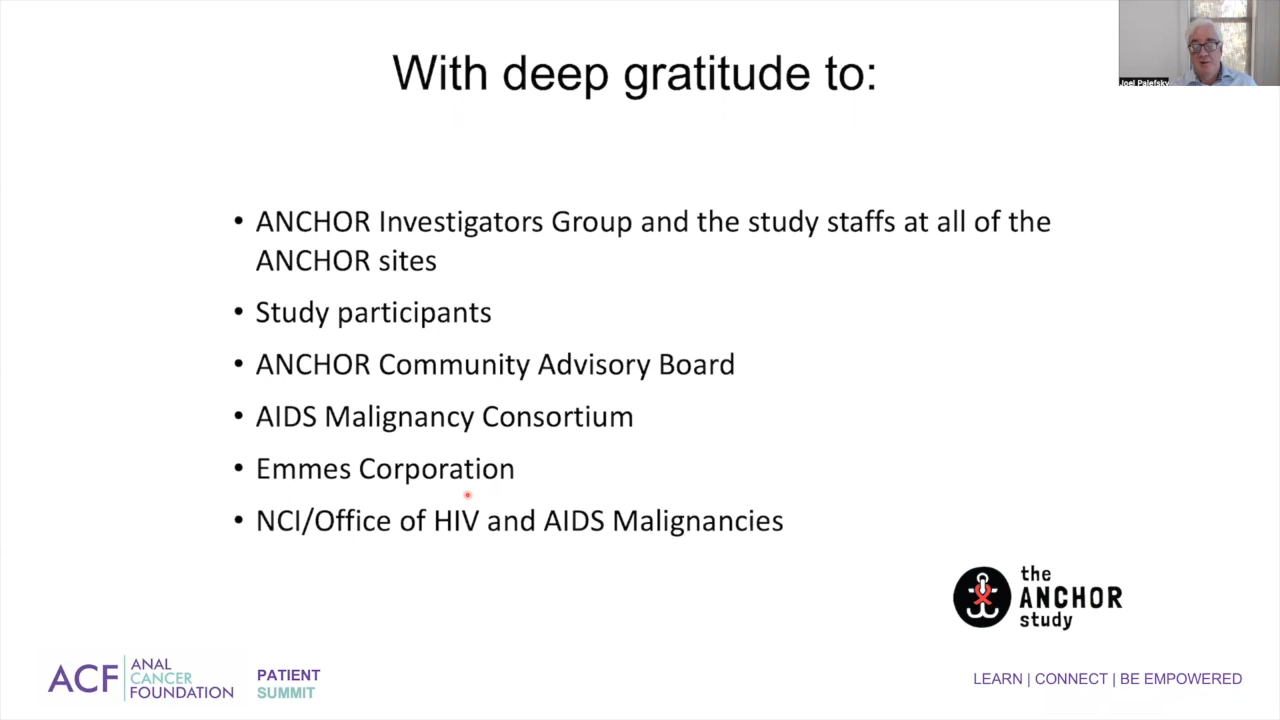 With deep gratitude to:
Joel Palefsky
• ANCHOR Investigators Group and the study staffs at all of the
ANCHOR sites
• Study participants
• ANCHOR Community Advisory Board
• AIDS Malignancy Consortium
• Emmes Corporation
• NCI/Office of HIV and AIDS Malignancies
the
ANCHOR
study
ACF ANAL
CANCER
FOUNDATION
PATIENT
SUMMIT
LEARN | CONNECT | BE EMPOWERED